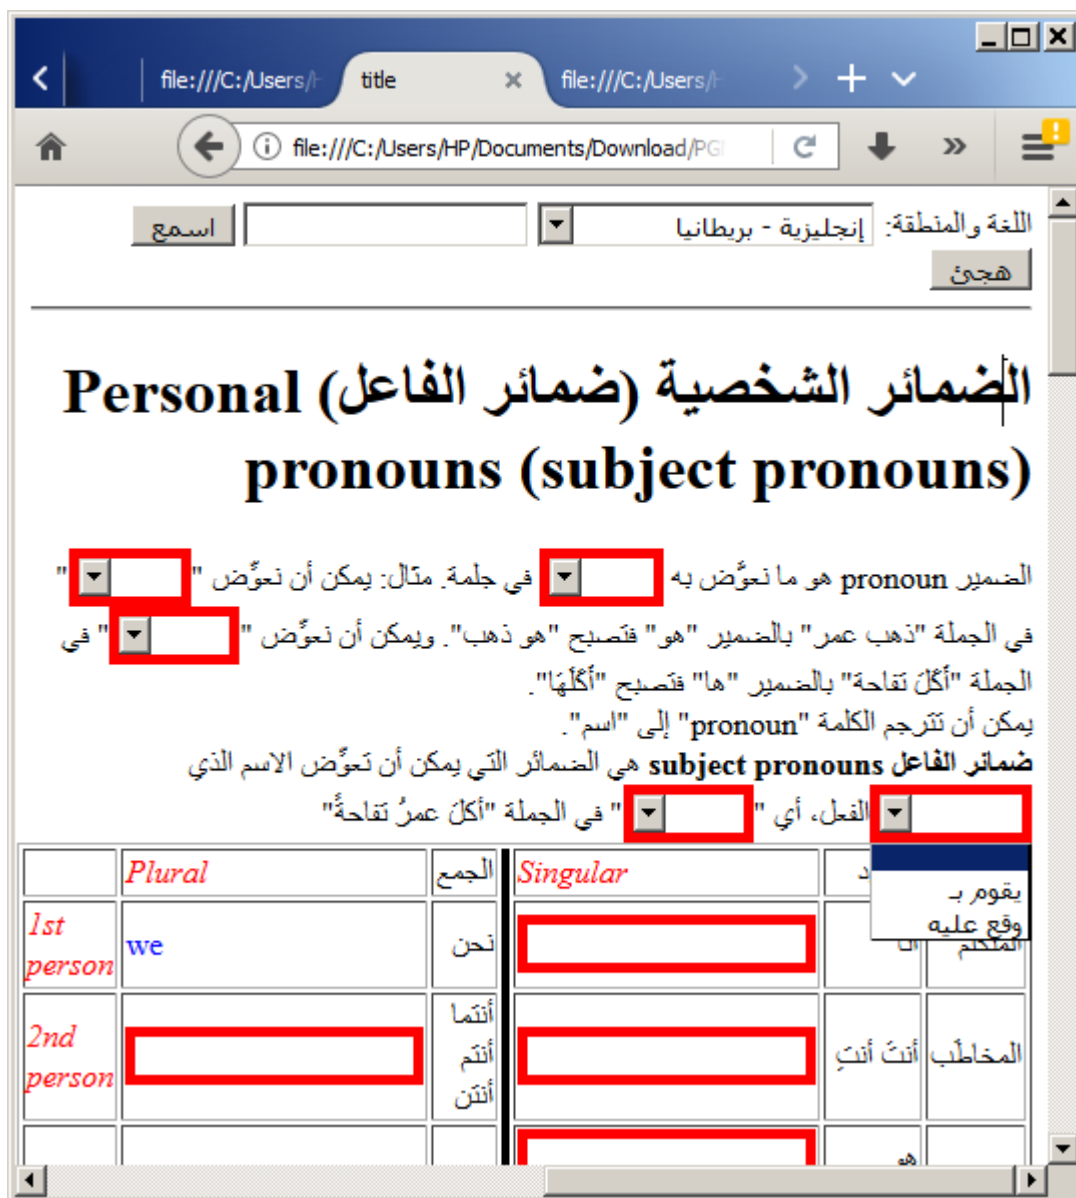 file:///C:/Users/H
title
file:///C:/Users/H
file:///C:/Users/HP/Documents/Download/PG
اللغة والمنطقة: إنجليزية - بريطانيا اسمع
هجئ
الضمائر الشخصية (ضمائر الفاعل) Personal
pronouns (subject pronouns)
الضمير pronoun هو ما نعوَّض به في جلمة. مثال: يمكن أن نعوِّض " "
في الجملة "ذهب عمر" بالضمير "هو" فتصبح "هو ذهب". ويمكن أن نعوِّض " " في
الجملة "أكَلَ تفاحة" بالضمير "ها" فتصبح "أكَلَهَا".
يمكن أن تترجم الكلمة "pronoun" إلى "اسم".
ضمائر الفاعل subject pronouns هي الضمائر التي يمكن أن تعوِّض الاسم الذي
الفعل، أي " " في الجملة "أكلَ عمرُ تفاحةً"
يقوم بـ
وقع عليه
د Singular الجمع Plural
المتكلم نحن we 1st person
المخاطَب أنتَ أنتِ أنتما أنتم أنتن 2nd person
هو